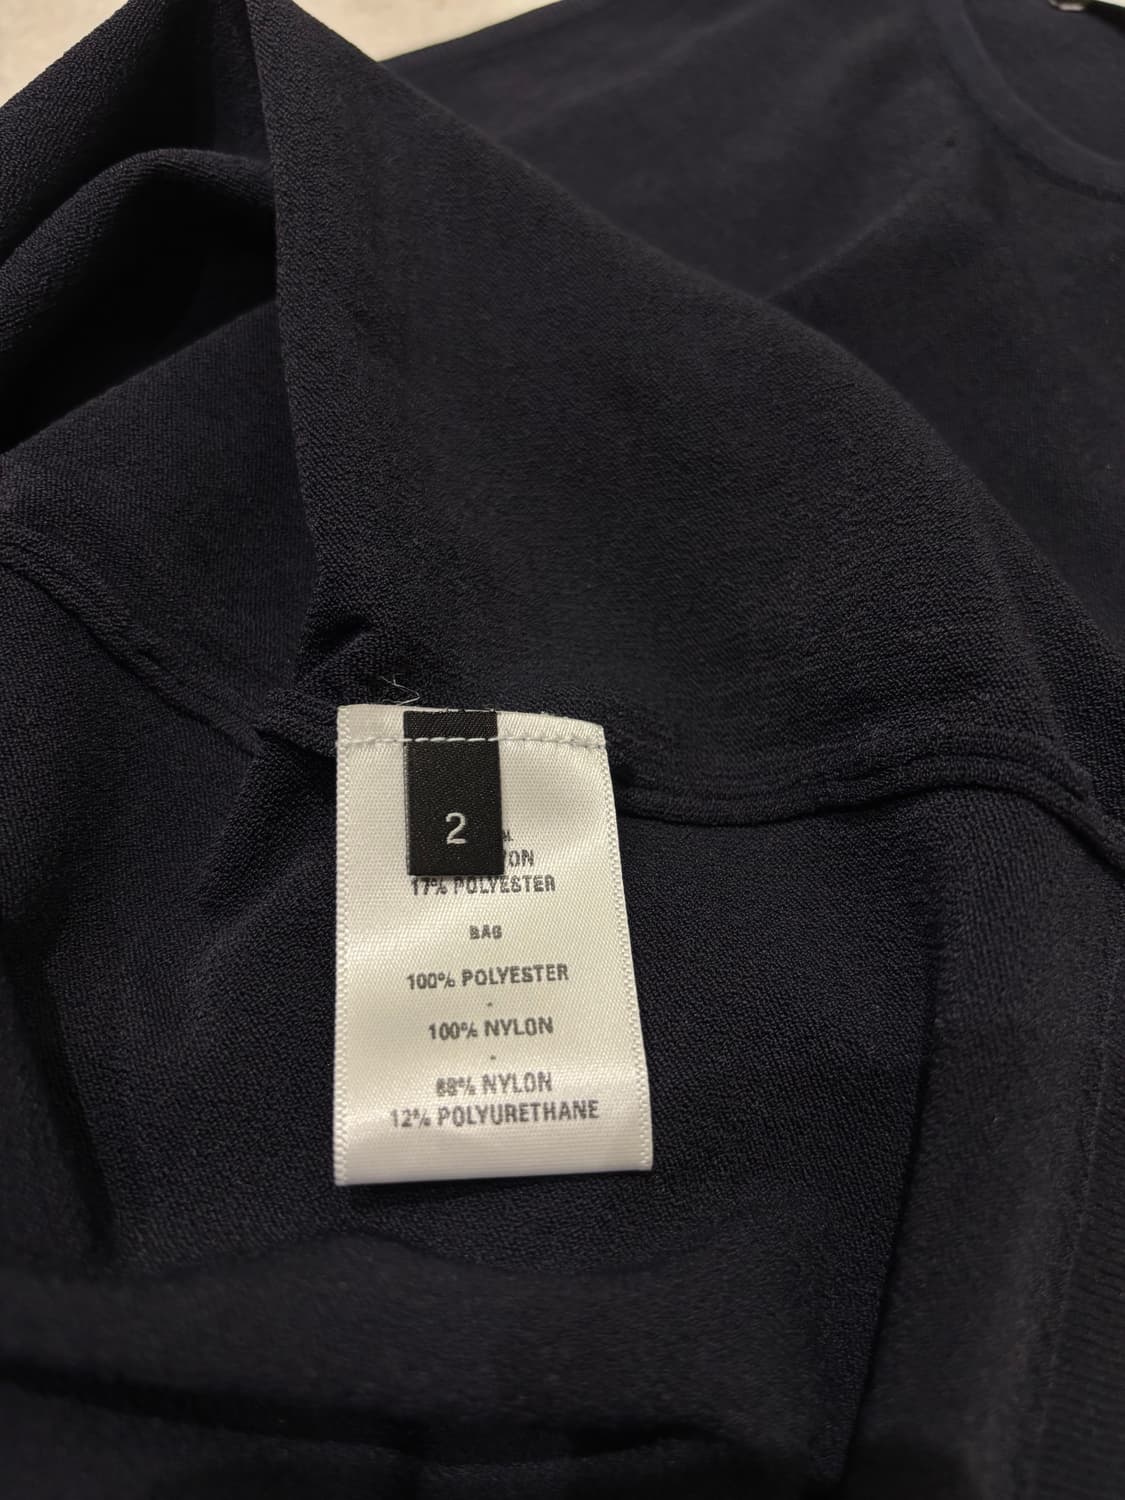 2
17% POLYESTER
BAG
100% POLYESTER
-
100% NYLON
-
88% NYLON
12% POLYURETHANE